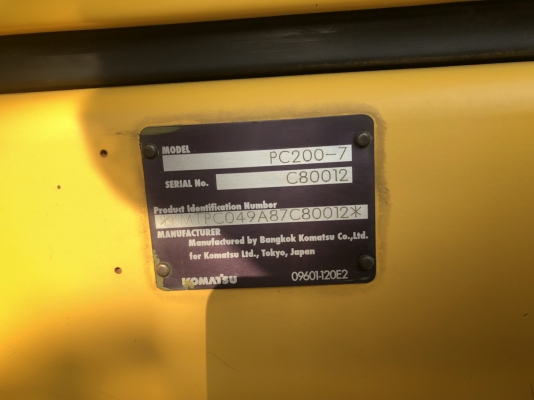 MODEL PC200-7
SERIAL No. C80012
Product Identification Number
PC049A87C80012*
MANUFACTURER
Manufactured by Bangkok Komatsu Co.,Ltd.
for Komatsu Ltd., Tokyo, Japan
KOMATSU 09601-120E2